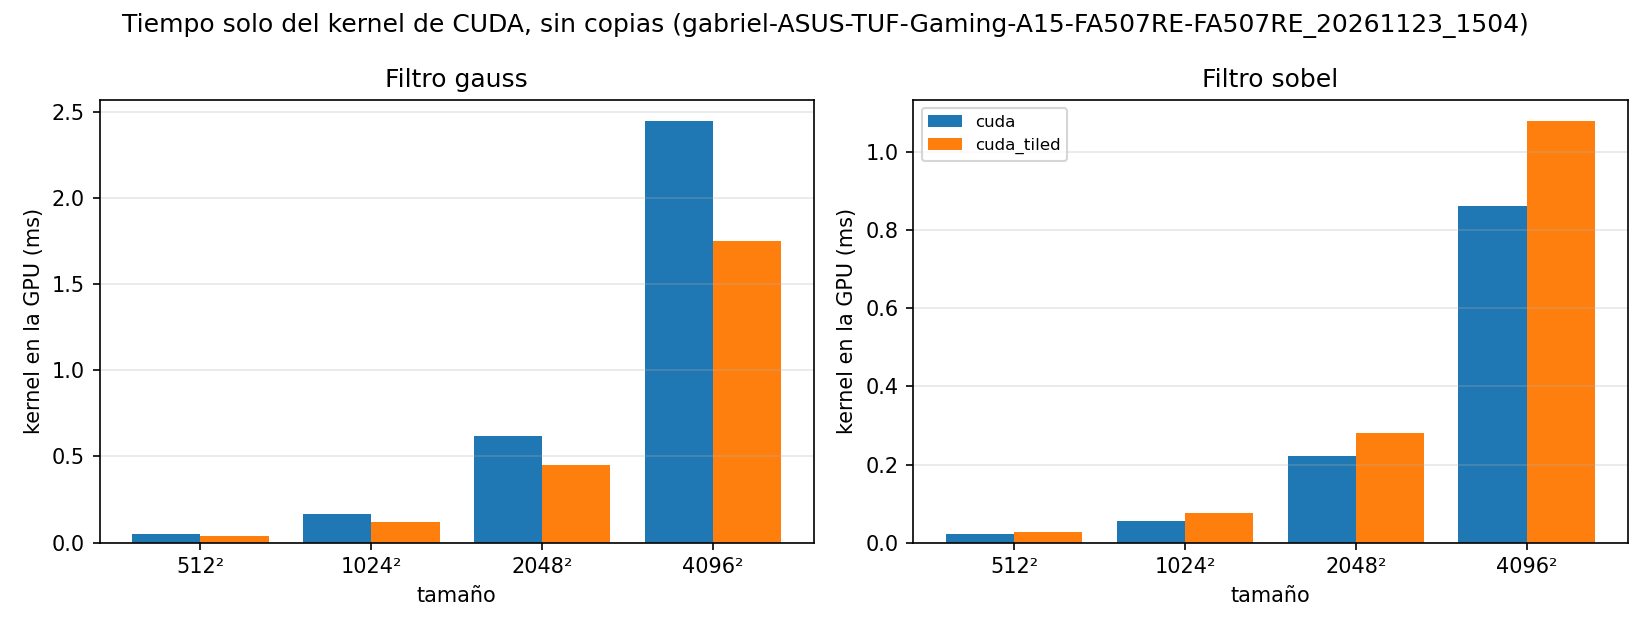 Tiempo solo del kernel de CUDA, sin copias (gabriel-ASUS-TUF-Gaming-A15-FA507RE-FA507RE_20261123_1504)
Filtro gauss
kernel en la GPU (ms)
2.5
2.0
1.5
1.0
0.5
0.0
512² 1024² 2048² 4096²
tamaño
Filtro sobel
cuda
cuda_tiled
kernel en la GPU (ms)
1.0
0.8
0.6
0.4
0.2
0.0
512² 1024² 2048² 4096²
tamaño